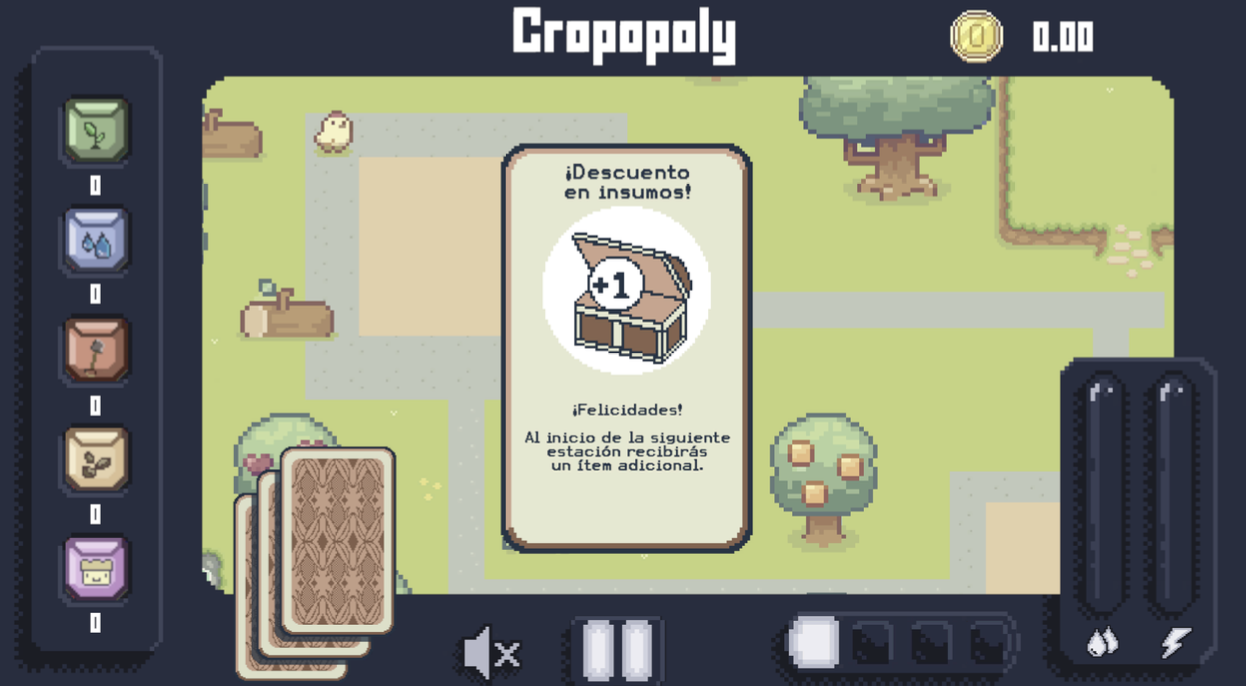 Cropopoly
0.00
0
0
0
0
0
0
¡Descuento
en insumos!
+1
¡Felicidades!
Al inicio de la siguiente
estación recibirás
un ítem adicional.